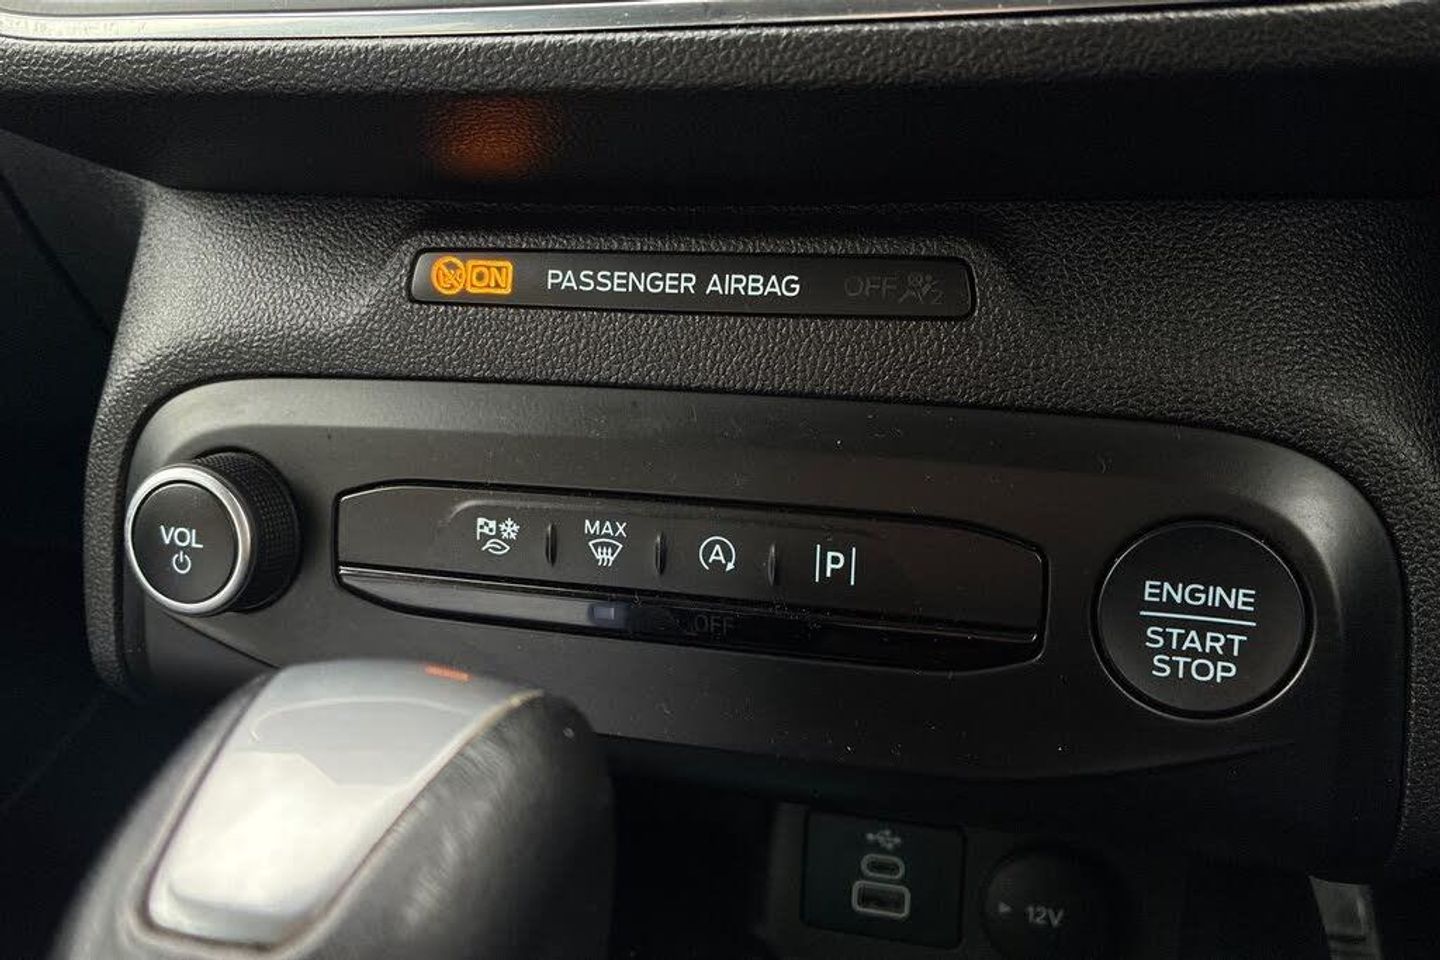 ON PASSENGER AIRBAG OFF
VOL
MAX
A
P
OFF
ENGINE
START
STOP
12V